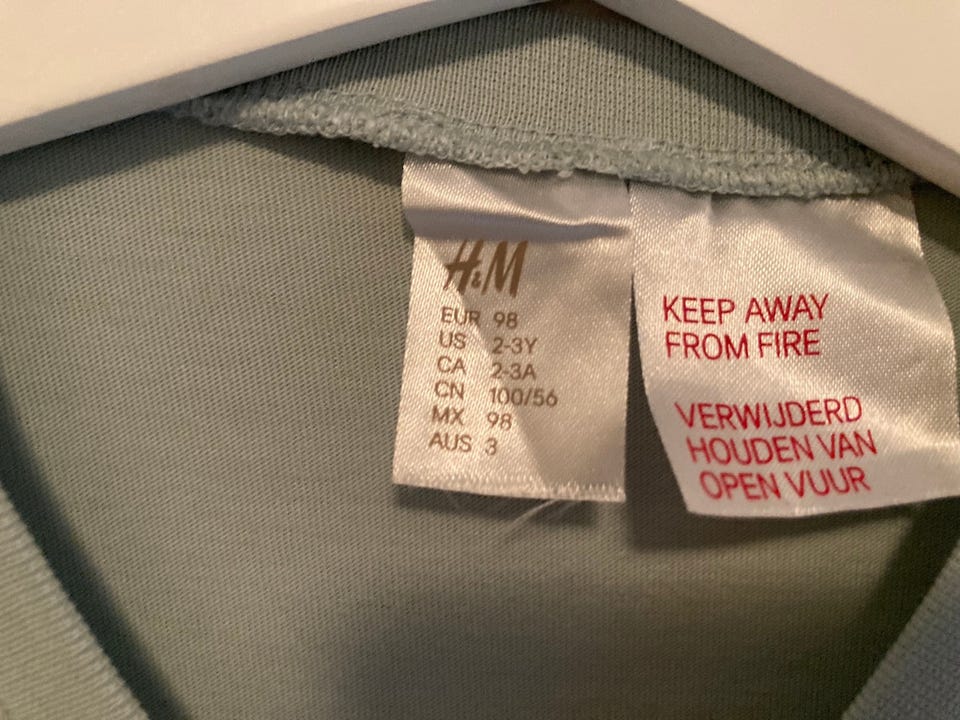 H&M
EUR 98
US 2-3Y
CA 2-3A
CN 100/56
MX 98
AUS 3
KEEP AWAY
FROM FIRE
VERWIJDERD
HOUDEN VAN
OPEN VUUR